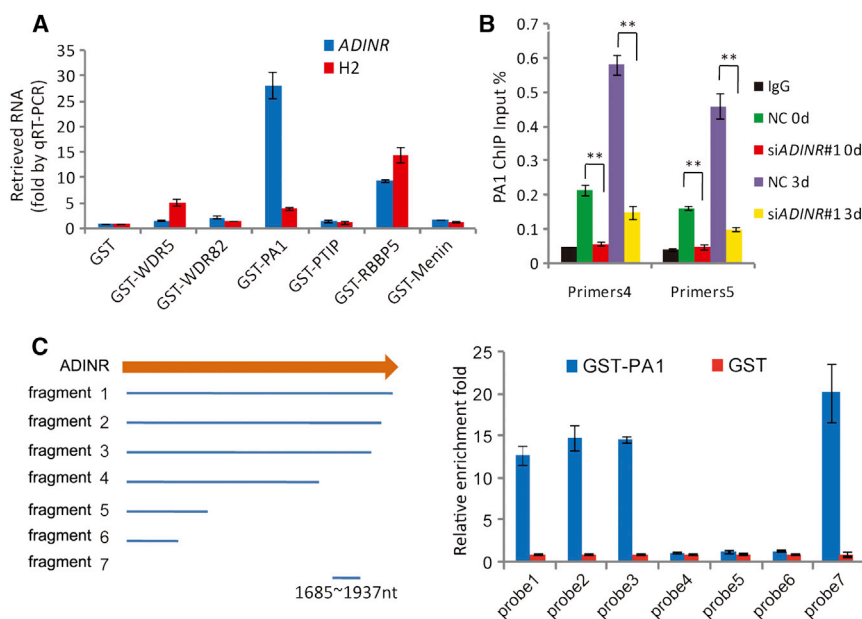 A
Retrieved RNA
(fold by qRT-PCR)
35
30
25
20
15
10
5
0
ADINR
H2
GST
GST-WDR5
GST-WDR82
GST-PA1
GST-PTIP
GST-RBBP5
GST-Menin
B
PA1 ChIP Input %
0.7
0.6
0.5
0.4
0.3
0.2
0.1
0
**
**
**
**
Primers4
Primers5
IgG
NC 0d
siADINR#10d
NC 3d
siADINR#13d
C
ADINR
fragment 1
fragment 2
fragment 3
fragment 4
fragment 5
fragment 6
fragment 7
1685~1937nt
Relative enrichment fold
25
20
15
10
5
0
GST-PA1
GST
probe1
probe2
probe3
probe4
probe5
probe6
probe7